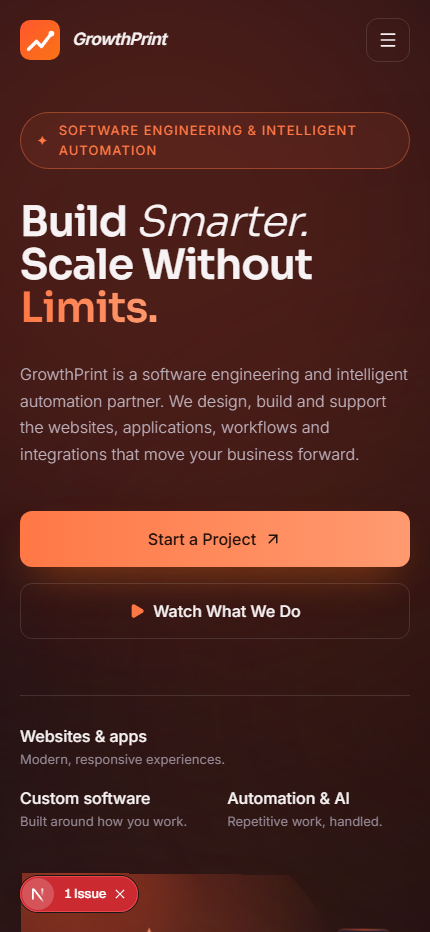 GrowthPrint
SOFTWARE ENGINEERING & INTELLIGENT
AUTOMATION
Build Smarter.
Scale Without
Limits.
GrowthPrint is a software engineering and intelligent
automation partner. We design, build and support
the websites, applications, workflows and
integrations that move your business forward.
Start a Project
Watch What We Do
Websites & apps
Modern, responsive experiences.
Custom software
Built around how you work.
Automation & AI
Repetitive work, handled.
N 1 Issue